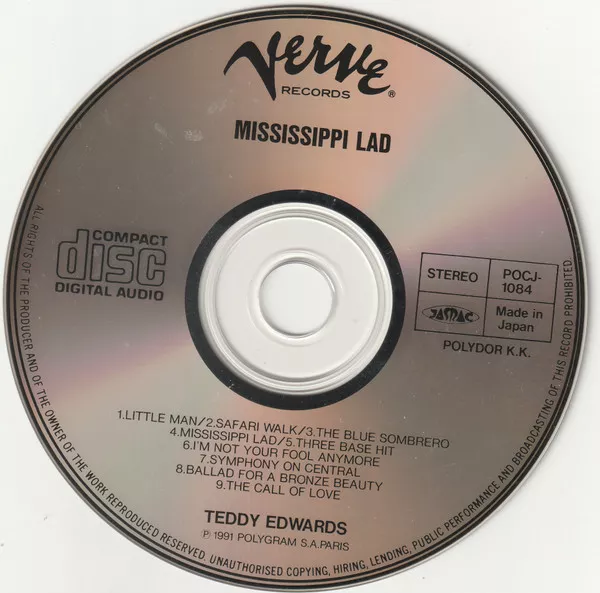 Verve
RECORDS ®
MISSISSIPPI LAD
COMPACT
disc
DIGITAL AUDIO
STEREO
POCJ-
1084
JASRAC
Made in
Japan
POLYDOR K.K.
1.LITTLE MAN/2.SAFARI WALK/3.THE BLUE SOMBRERO
4.MISSISSIPPI LAD/5.THREE BASE HIT
6.I'M NOT YOUR FOOL ANYMORE
7.SYMPHONY ON CENTRAL
8.BALLAD FOR A BRONZE BEAUTY
9.THE CALL OF LOVE
TEDDY EDWARDS
℗ 1991 POLYGRAM S.A.PARIS
ALL RIGHTS OF THE PRODUCER AND OF THE OWNER OF THE WORK REPRODUCED RESERVED. UNAUTHORISED COPYING, HIRING, LENDING, PUBLIC PERFORMANCE AND BROADCASTING OF THIS RECORD PROHIBITED.